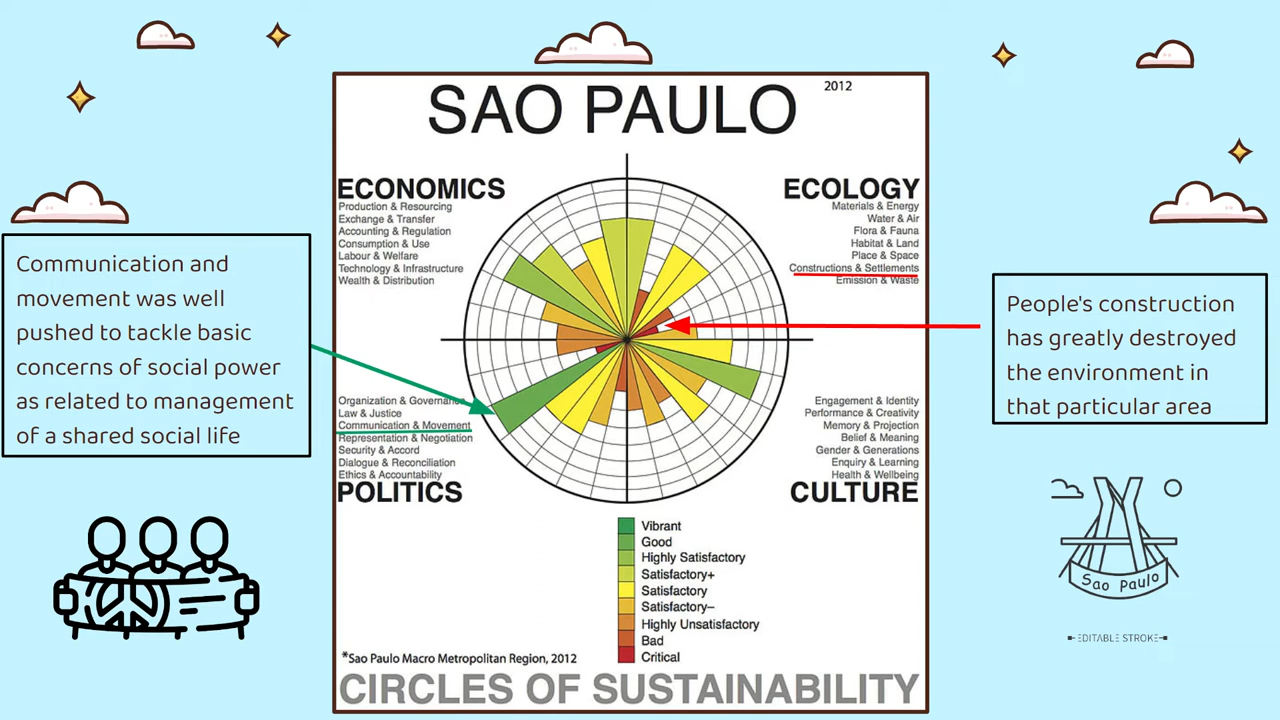 2012
SAO PAULO
ECONOMICS
Production & Resourcing
Exchange & Transfer
Accounting & Regulation
Consumption & Use
Labour & Welfare
Technology & Infrastructure
Wealth & Distribution
ECOLOGY
Materials & Energy
Water & Air
Flora & Fauna
Habitat & Land
Place & Space
Constructions & Settlements
Emission & Waste
Communication and
movement was well
pushed to tackle basic
concerns of social power
as related to management
of a shared social life
People's construction
has greatly destroyed
the environment in
that particular area
Organization & Governance
Law & Justice
Communication & Movement
Representation & Negotiation
Security & Accord
Dialogue & Reconciliation
Ethics & Accountability
POLITICS
Engagement & Identity
Performance & Creativity
Memory & Projection
Belief & Meaning
Gender & Generations
Enquiry & Learning
Health & Wellbeing
CULTURE
Vibrant
Good
Highly Satisfactory
Satisfactory+
Satisfactory
Satisfactory–
Highly Unsatisfactory
Bad
Critical
Sao Paulo
EDITABLE STROKE
*Sao Paulo Macro Metropolitan Region, 2012
CIRCLES OF SUSTAINABILITY